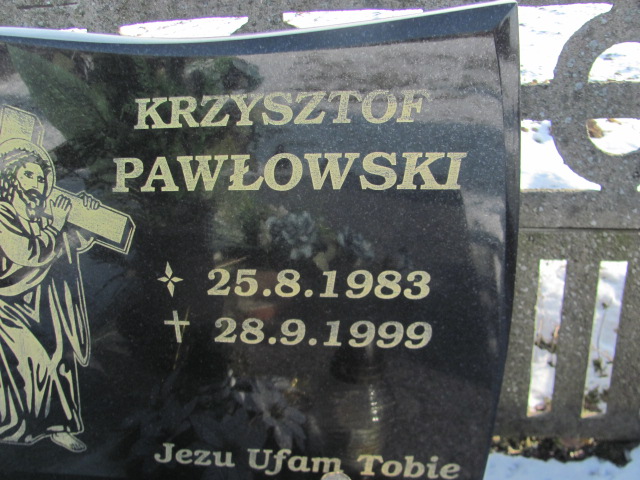 KRZYSZTOF
PAWŁOWSKI
25.8.1983
28.9.1999
Jezu Ufam Tobie